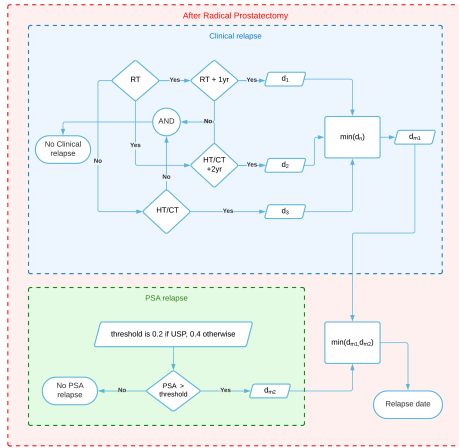 After Radical Prostatectomy
Clinical relapse
RT
Yes
RT + 1yr
Yes
d₁
AND
No
min(dₙ)
dₘ₁
No Clinical
relapse
Yes
No
HT/CT
+2yr
Yes
d₂
No
HT/CT
Yes
d₃
PSA relapse
threshold is 0.2 if USP, 0.4 otherwise
min(dₘ₁,dₘ₂)
No PSA
relapse
No
PSA >
threshold
Yes
dₘ₂
Relapse date